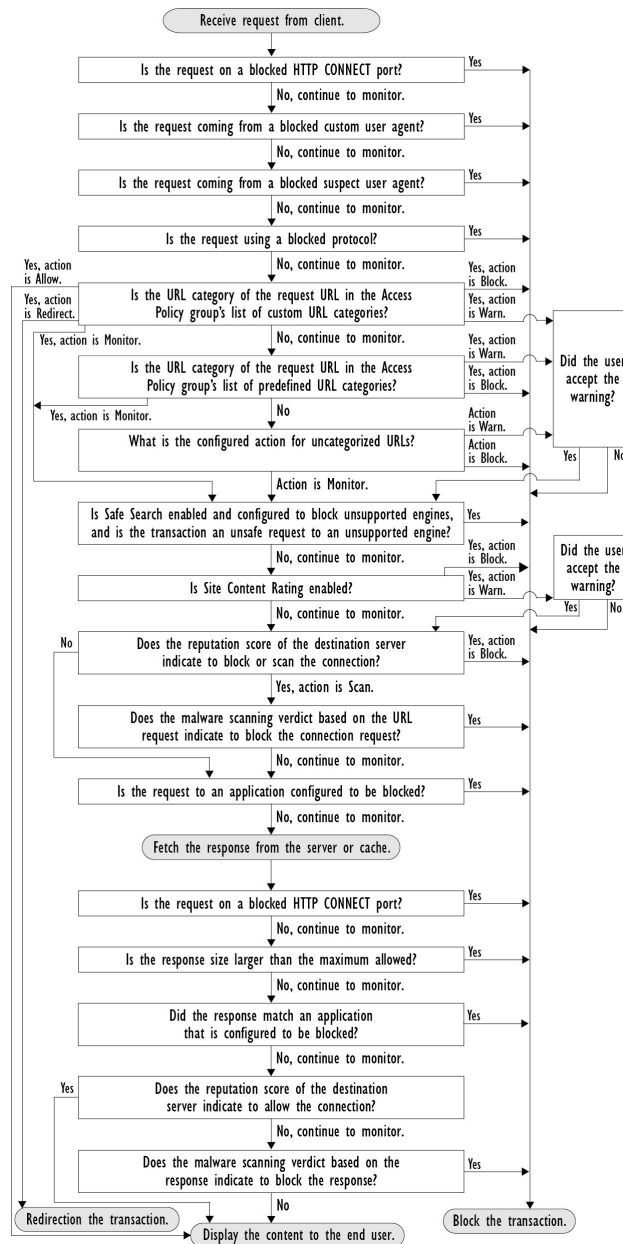 Receive request from client.
Is the request on a blocked HTTP CONNECT port?
Yes
No, continue to monitor.
Is the request coming from a blocked custom user agent?
Yes
No, continue to monitor.
Is the request coming from a blocked suspect user agent?
Yes
No, continue to monitor.
Is the request using a blocked protocol?
Yes
No, continue to monitor.
Yes, action
is Allow.
Yes, action
is Redirect.
Yes, action is Monitor.
Is the URL category of the request URL in the Access
Policy group's list of custom URL categories?
Yes, action
is Block.
Yes, action
is Warn.
No, continue to monitor.
Is the URL category of the request URL in the Access
Policy group's list of predefined URL categories?
Yes, action
is Warn.
Yes, action
is Block.
Did the user
accept the
warning?
Yes, action is Monitor.
No
What is the configured action for uncategorized URLs?
Action
is Warn.
Action
is Block.
Yes
No
Action is Monitor.
Is Safe Search enabled and configured to block unsupported engines,
and is the transaction an unsafe request to an unsupported engine?
Yes
No, continue to monitor.
Yes, action
is Block.
Is Site Content Rating enabled?
Yes, action
is Warn.
Did the user
accept the
warning?
Yes
No
No, continue to monitor.
No
Does the reputation score of the destination server
indicate to block or scan the connection?
Yes, action
is Block.
Yes, action is Scan.
Does the malware scanning verdict based on the URL
request indicate to block the connection request?
Yes
No, continue to monitor.
Is the request to an application configured to be blocked?
Yes
No, continue to monitor.
Fetch the response from the server or cache.
Is the request on a blocked HTTP CONNECT port?
Yes
No, continue to monitor.
Is the response size larger than the maximum allowed?
Yes
No, continue to monitor.
Did the response match an application
that is configured to be blocked?
Yes
No, continue to monitor.
Yes
Does the reputation score of the destination
server indicate to allow the connection?
No, continue to monitor.
Does the malware scanning verdict based on the
response indicate to block the response?
Yes
No
Redirection the transaction.
Display the content to the end user.
Block the transaction.